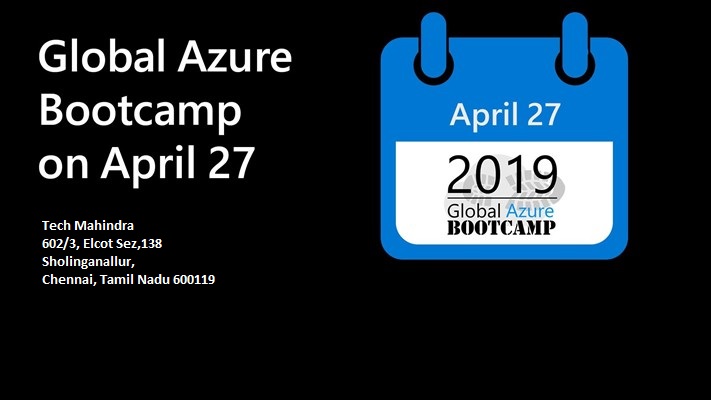 Global Azure
Bootcamp
on April 27
Tech Mahindra
602/3, Elcot Sez,138
Sholinganallur,
Chennai, Tamil Nadu 600119
April 27
2019
Global Azure
BOOTCAMP